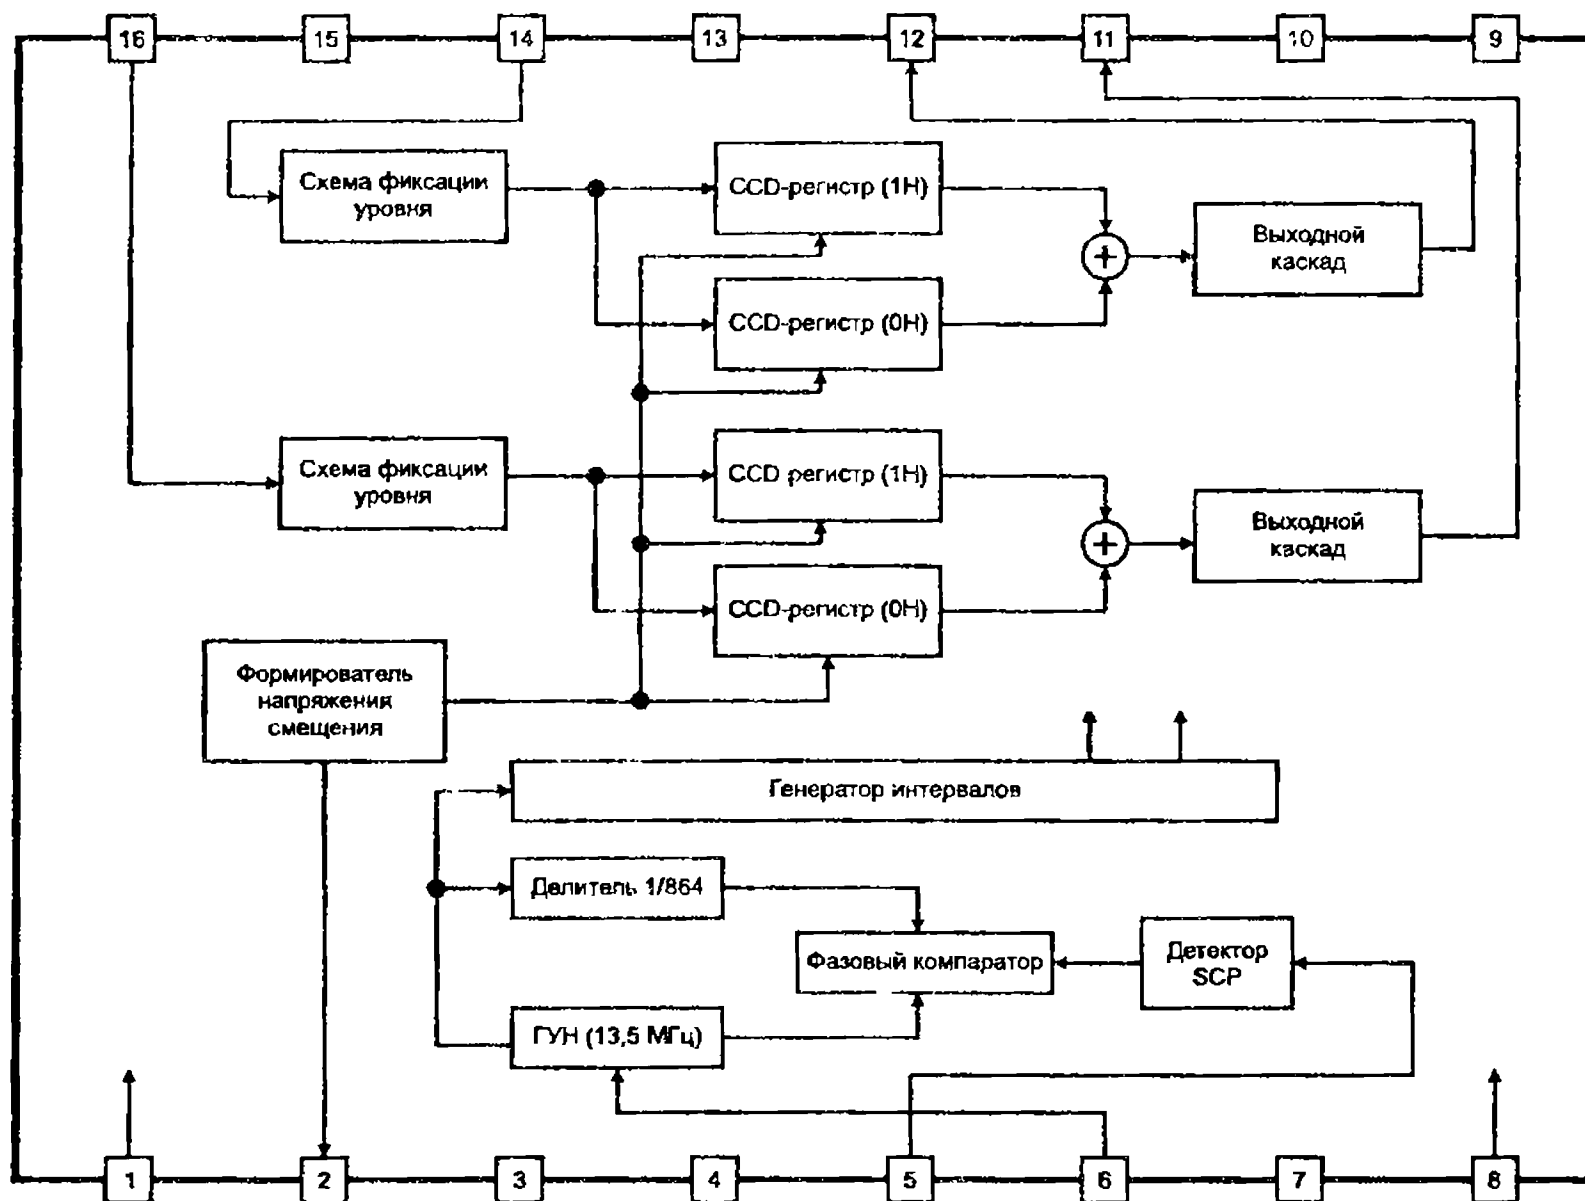 16 15 14 13 12 11 10 9
Схема фиксации
уровня
CCD-регистр (1H)
Выходной
каскад
CCD-регистр (0H)
Схема фиксации
уровня
CCD регистр (1H)
Выходной
каскад
CCD-регистр (0H)
Формирователь
напряжения
смещения
Генератор интервалов
Делитель 1/864
Фазовый компаратор
Детектор
SCP
ГУН (13,5 МГц)
1 2 3 4 5 6 7 8